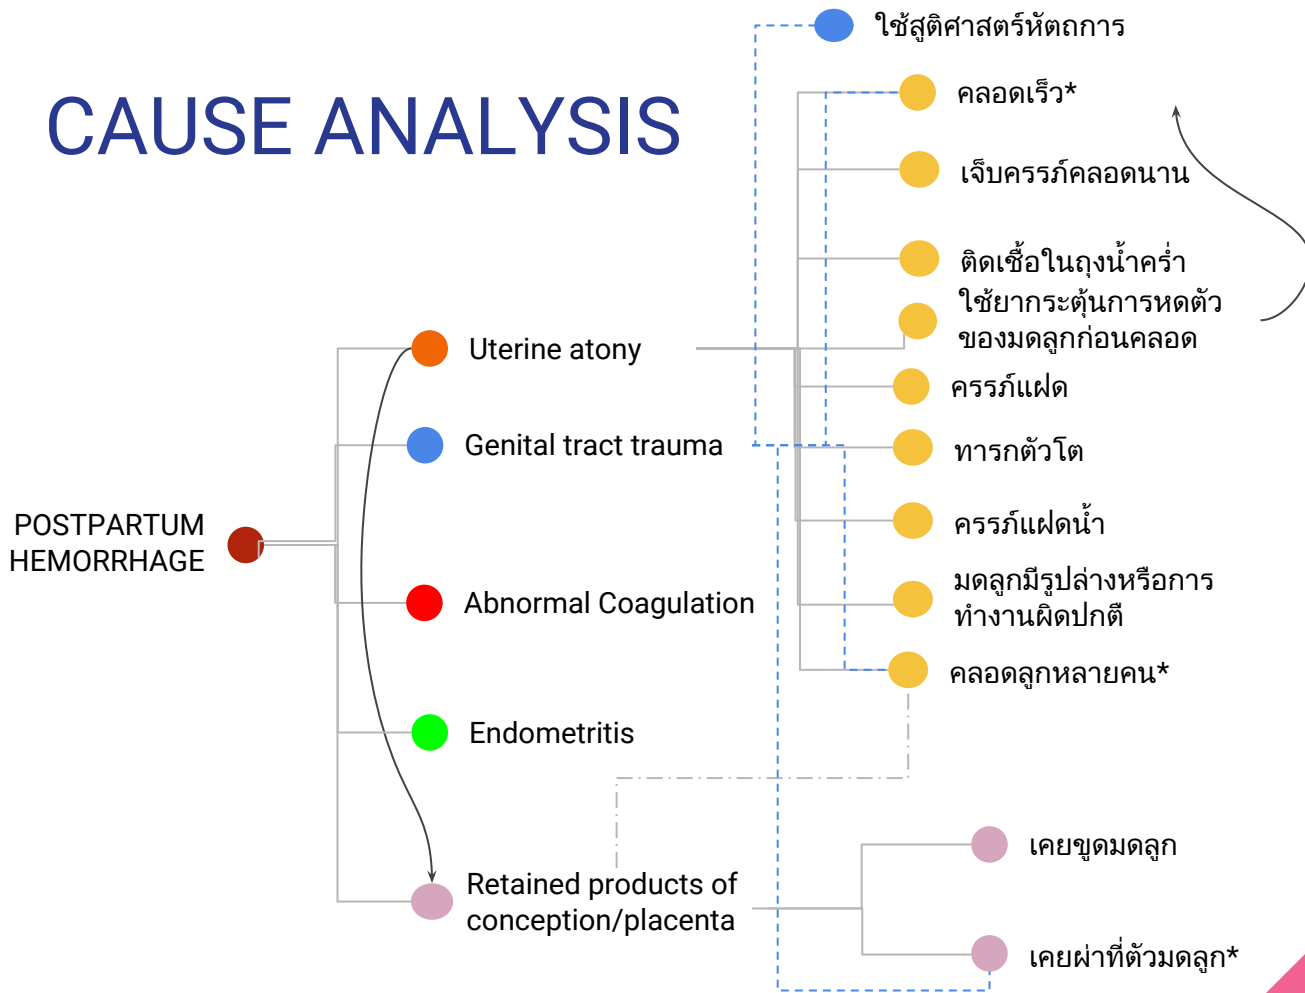 CAUSE ANALYSIS
ใช้สูติศาสตร์หัตถการ
คลอดเร็ว*
เจ็บครรภ์คลอดนาน
ติดเชื้อในถุงน้ำคร่ำ
ใช้ยากระตุ้นการหดตัว
ของมดลูกก่อนคลอด
ครรภ์แฝด
ทารกตัวโต
ครรภ์แฝดน้ำ
มดลูกมีรูปล่างหรือการ
ทำงานผิดปกตื
คลอดลูกหลายคน*
Uterine atony
Genital tract trauma
POSTPARTUM
HEMORRHAGE
Abnormal Coagulation
Endometritis
Retained products of
conception/placenta
เคยขูดมดลูก
เคยผ่าที่ตัวมดลูก*